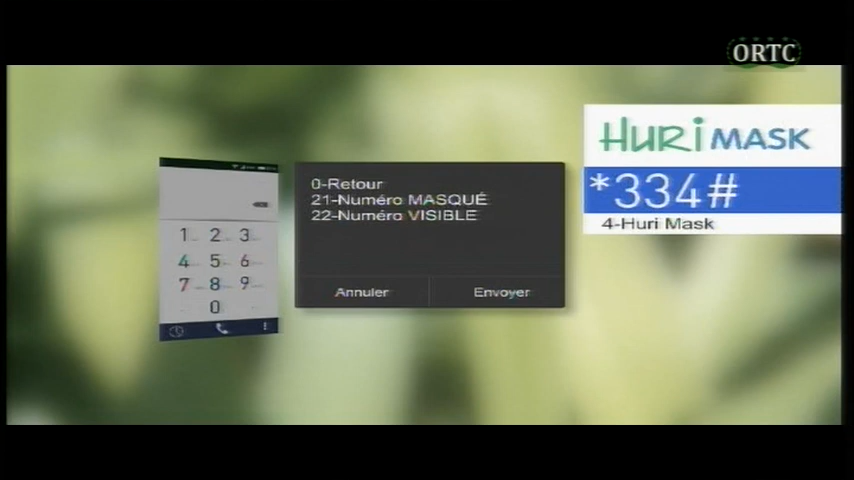 ORTC
HURI MASK
*334#
4-Huri Mask
0-Retour
21-Numéro MASQUÉ
22-Numéro VISIBLE
Annuler Envoyer
1 2 3
4 5 6
7 8 9
0